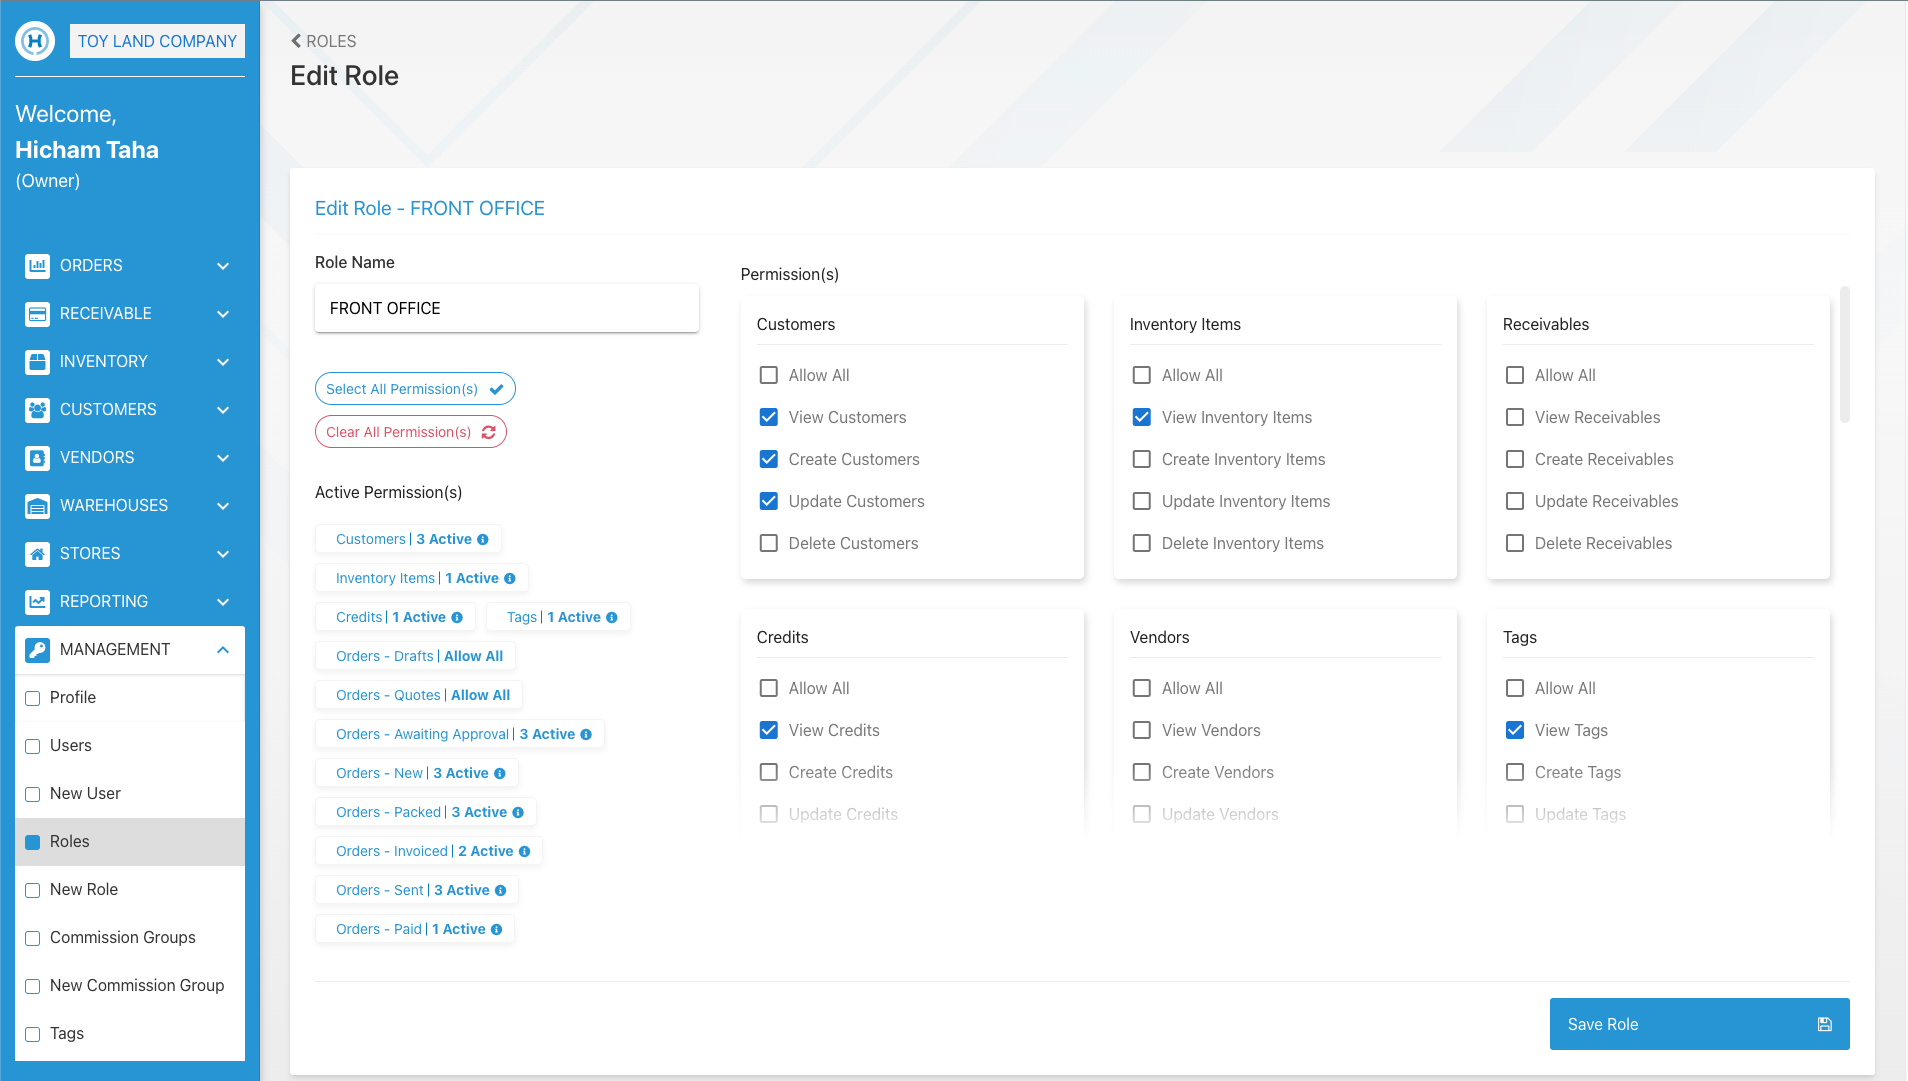 H
TOY LAND COMPANY
Welcome,
Hicham Taha
(Owner)
ORDERS
RECEIVABLE
INVENTORY
CUSTOMERS
VENDORS
WAREHOUSES
STORES
REPORTING
MANAGEMENT
Profile
Users
New User
Roles
New Role
Commission Groups
New Commission Group
Tags
ROLES
Edit Role
Edit Role - FRONT OFFICE
Role Name
FRONT OFFICE
Select All Permission(s)
Clear All Permission(s)
Active Permission(s)
Customers | 3 Active
Inventory Items | 1 Active
Credits | 1 Active
Tags | 1 Active
Orders - Drafts | Allow All
Orders - Quotes | Allow All
Orders - Awaiting Approval | 3 Active
Orders - New | 3 Active
Orders - Packed | 3 Active
Orders - Invoiced | 2 Active
Orders - Sent | 3 Active
Orders - Paid | 1 Active
Permission(s)
Customers
Allow All
View Customers
Create Customers
Update Customers
Delete Customers
Inventory Items
Allow All
View Inventory Items
Create Inventory Items
Update Inventory Items
Delete Inventory Items
Receivables
Allow All
View Receivables
Create Receivables
Update Receivables
Delete Receivables
Credits
Allow All
View Credits
Create Credits
Update Credits
Vendors
Allow All
View Vendors
Create Vendors
Update Vendors
Tags
Allow All
View Tags
Create Tags
Update Tags
Save Role